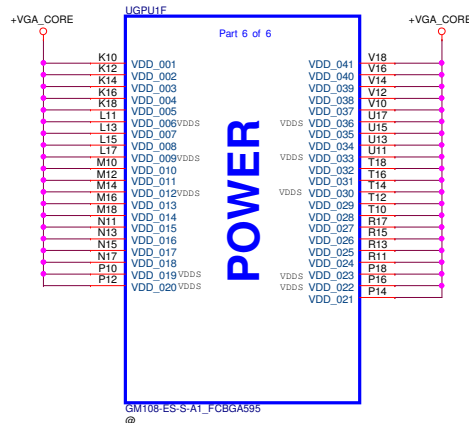 +VGA_CORE UGPU1F +VGA_CORE
Part 6 of 6
K10 VDD_001 VDD_041 V18
K12 VDD_002 VDD_040 V16
K14 VDD_003 VDD_039 V14
K16 VDD_004 VDD_038 V12
K18 VDD_005 VDD_037 V10
L11 VDD_006 VDDS VDDS VDD_036 U17
L13 VDD_007 VDD_035 U15
L15 VDD_008 VDD_034 U13
L17 VDD_009 VDDS VDDS VDD_033 U11
M10 VDD_010 VDD_032 T18
M12 VDD_011 VDD_031 T16
M14 VDD_012 VDDS VDDS VDD_030 T14
M16 VDD_013 VDD_029 T12
M18 VDD_014 VDD_028 T10
N11 VDD_015 VDD_027 R17
N13 VDD_016 VDD_026 R15
N15 VDD_017 VDD_025 R13
N17 VDD_018 VDD_024 R11
P10 VDD_019 VDDS VDDS VDD_023 P18
P12 VDD_020 VDDS VDDS VDD_022 P16
VDD_021 P14
POWER
GM108-ES-S-A1_FCBGA595
@